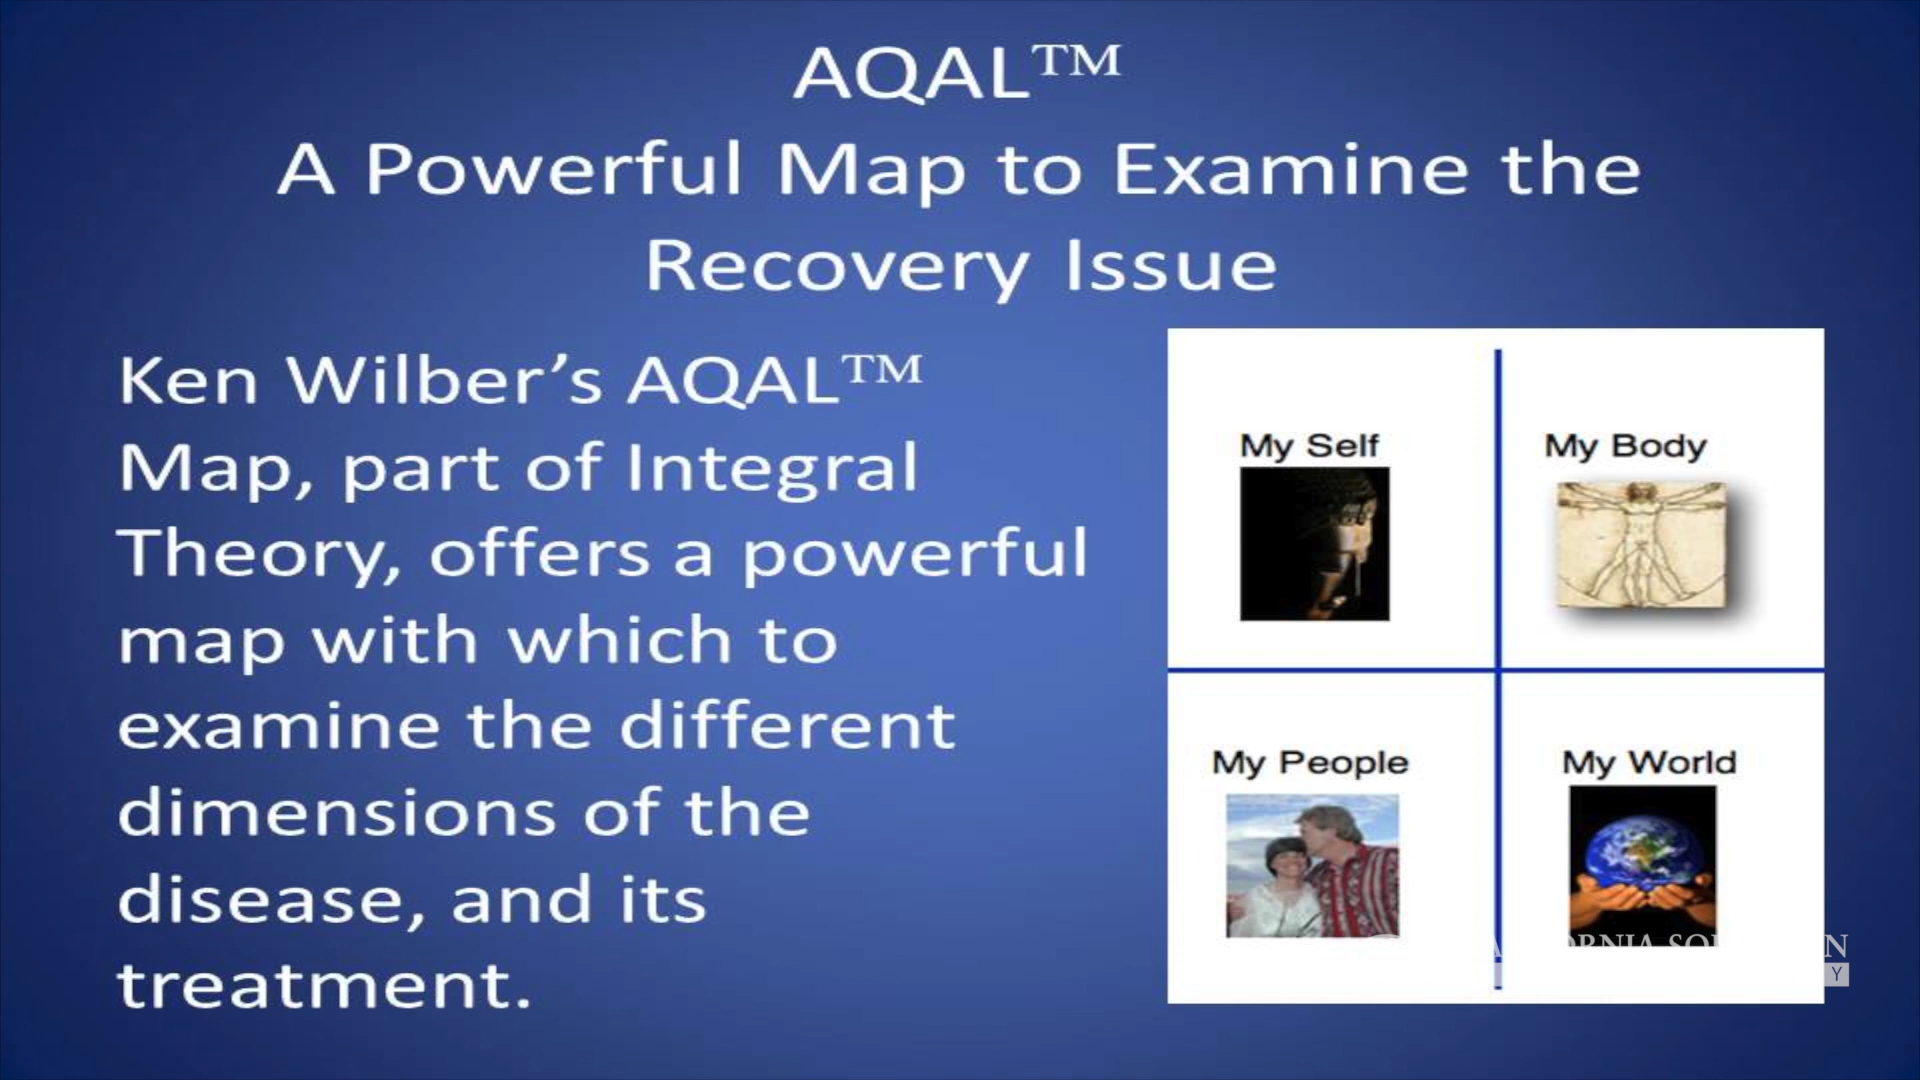 AQAL™
A Powerful Map to Examine the
Recovery Issue
Ken Wilber’s AQAL™
Map, part of Integral
Theory, offers a powerful
map with which to
examine the different
dimensions of the
disease, and its
treatment.
My Self
My Body
My People
My World